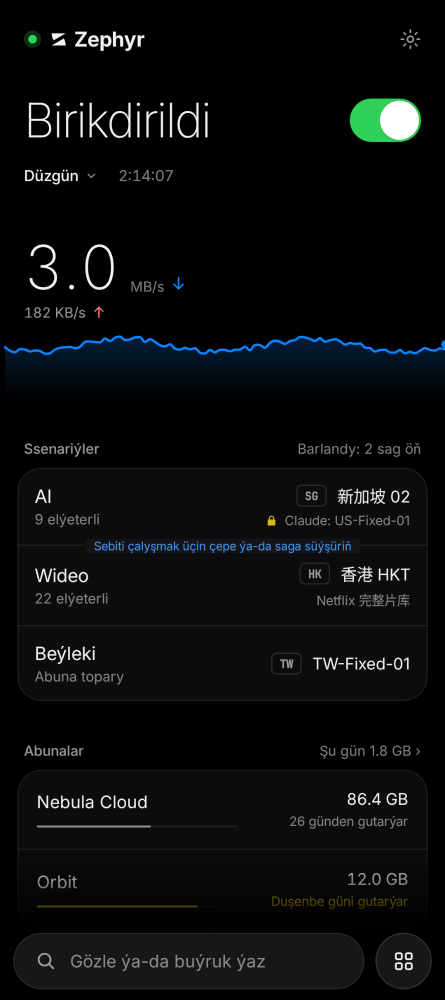 Zephyr
Birikdirildi
Düzgün 2:14:07
3.0 MB/s ↓
182 KB/s ↑
Ssenariýler Barlandy: 2 sag öň
AI SG 新加坡 02
9 elýeterli Claude: US-Fixed-01
Sebiti çalyşmak üçin çepe ýa-da saga süýşüriň
Wideo HK 香港 HKT
22 elýeterli Netflix 完整片库
Beýleki TW TW-Fixed-01
Abuna topary
Abunalar Şu gün 1.8 GB ›
Nebula Cloud 86.4 GB
26 günden gutarýar
Orbit 12.0 GB
Duşenbe güni gutarýar
Gözle ýa-da buýruk ýaz